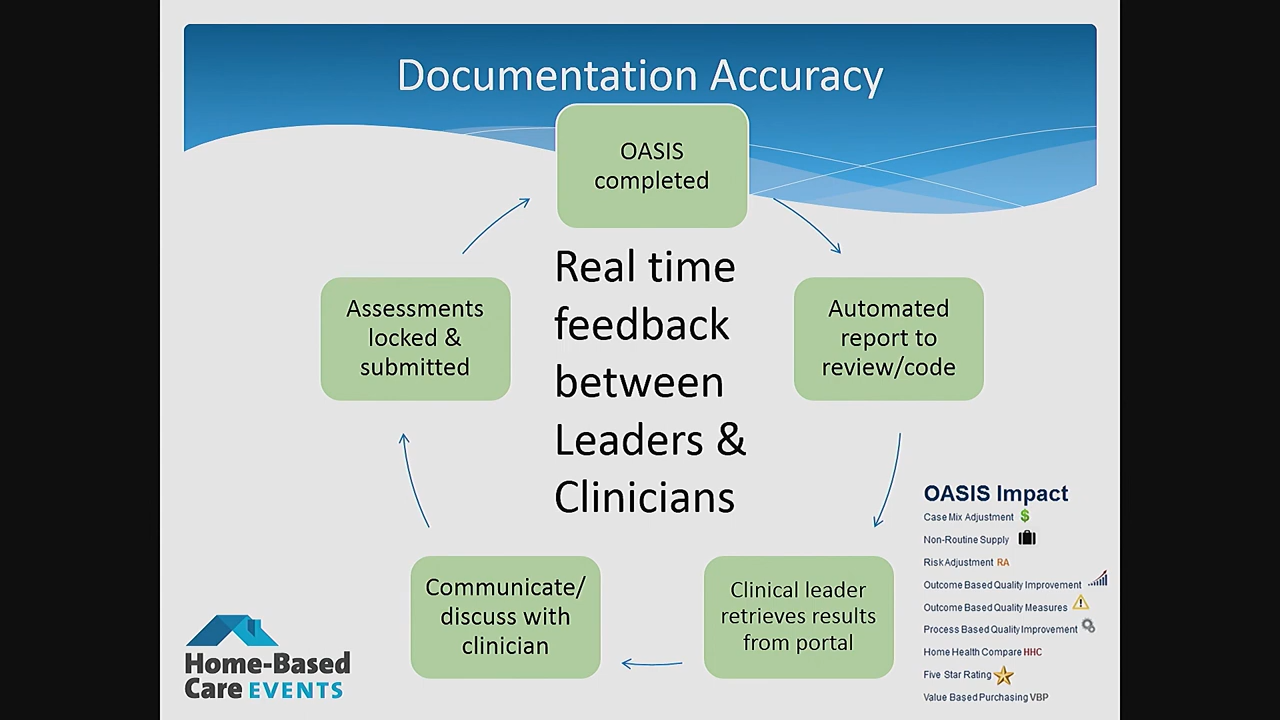 Documentation Accuracy
OASIS
completed
Real time
feedback
between
Leaders &
Clinicians
Automated
report to
review/code
Clinical leader
retrieves results
from portal
Communicate/
discuss with
clinician
Assessments
locked &
submitted
OASIS Impact
Case Mix Adjustment $
Non-Routine Supply
Risk Adjustment RA
Outcome Based Quality Improvement
Outcome Based Quality Measures
Process Based Quality Improvement
Home Health Compare HHC
Five Star Rating
Value Based Purchasing VBP
Home-Based
Care EVENTS